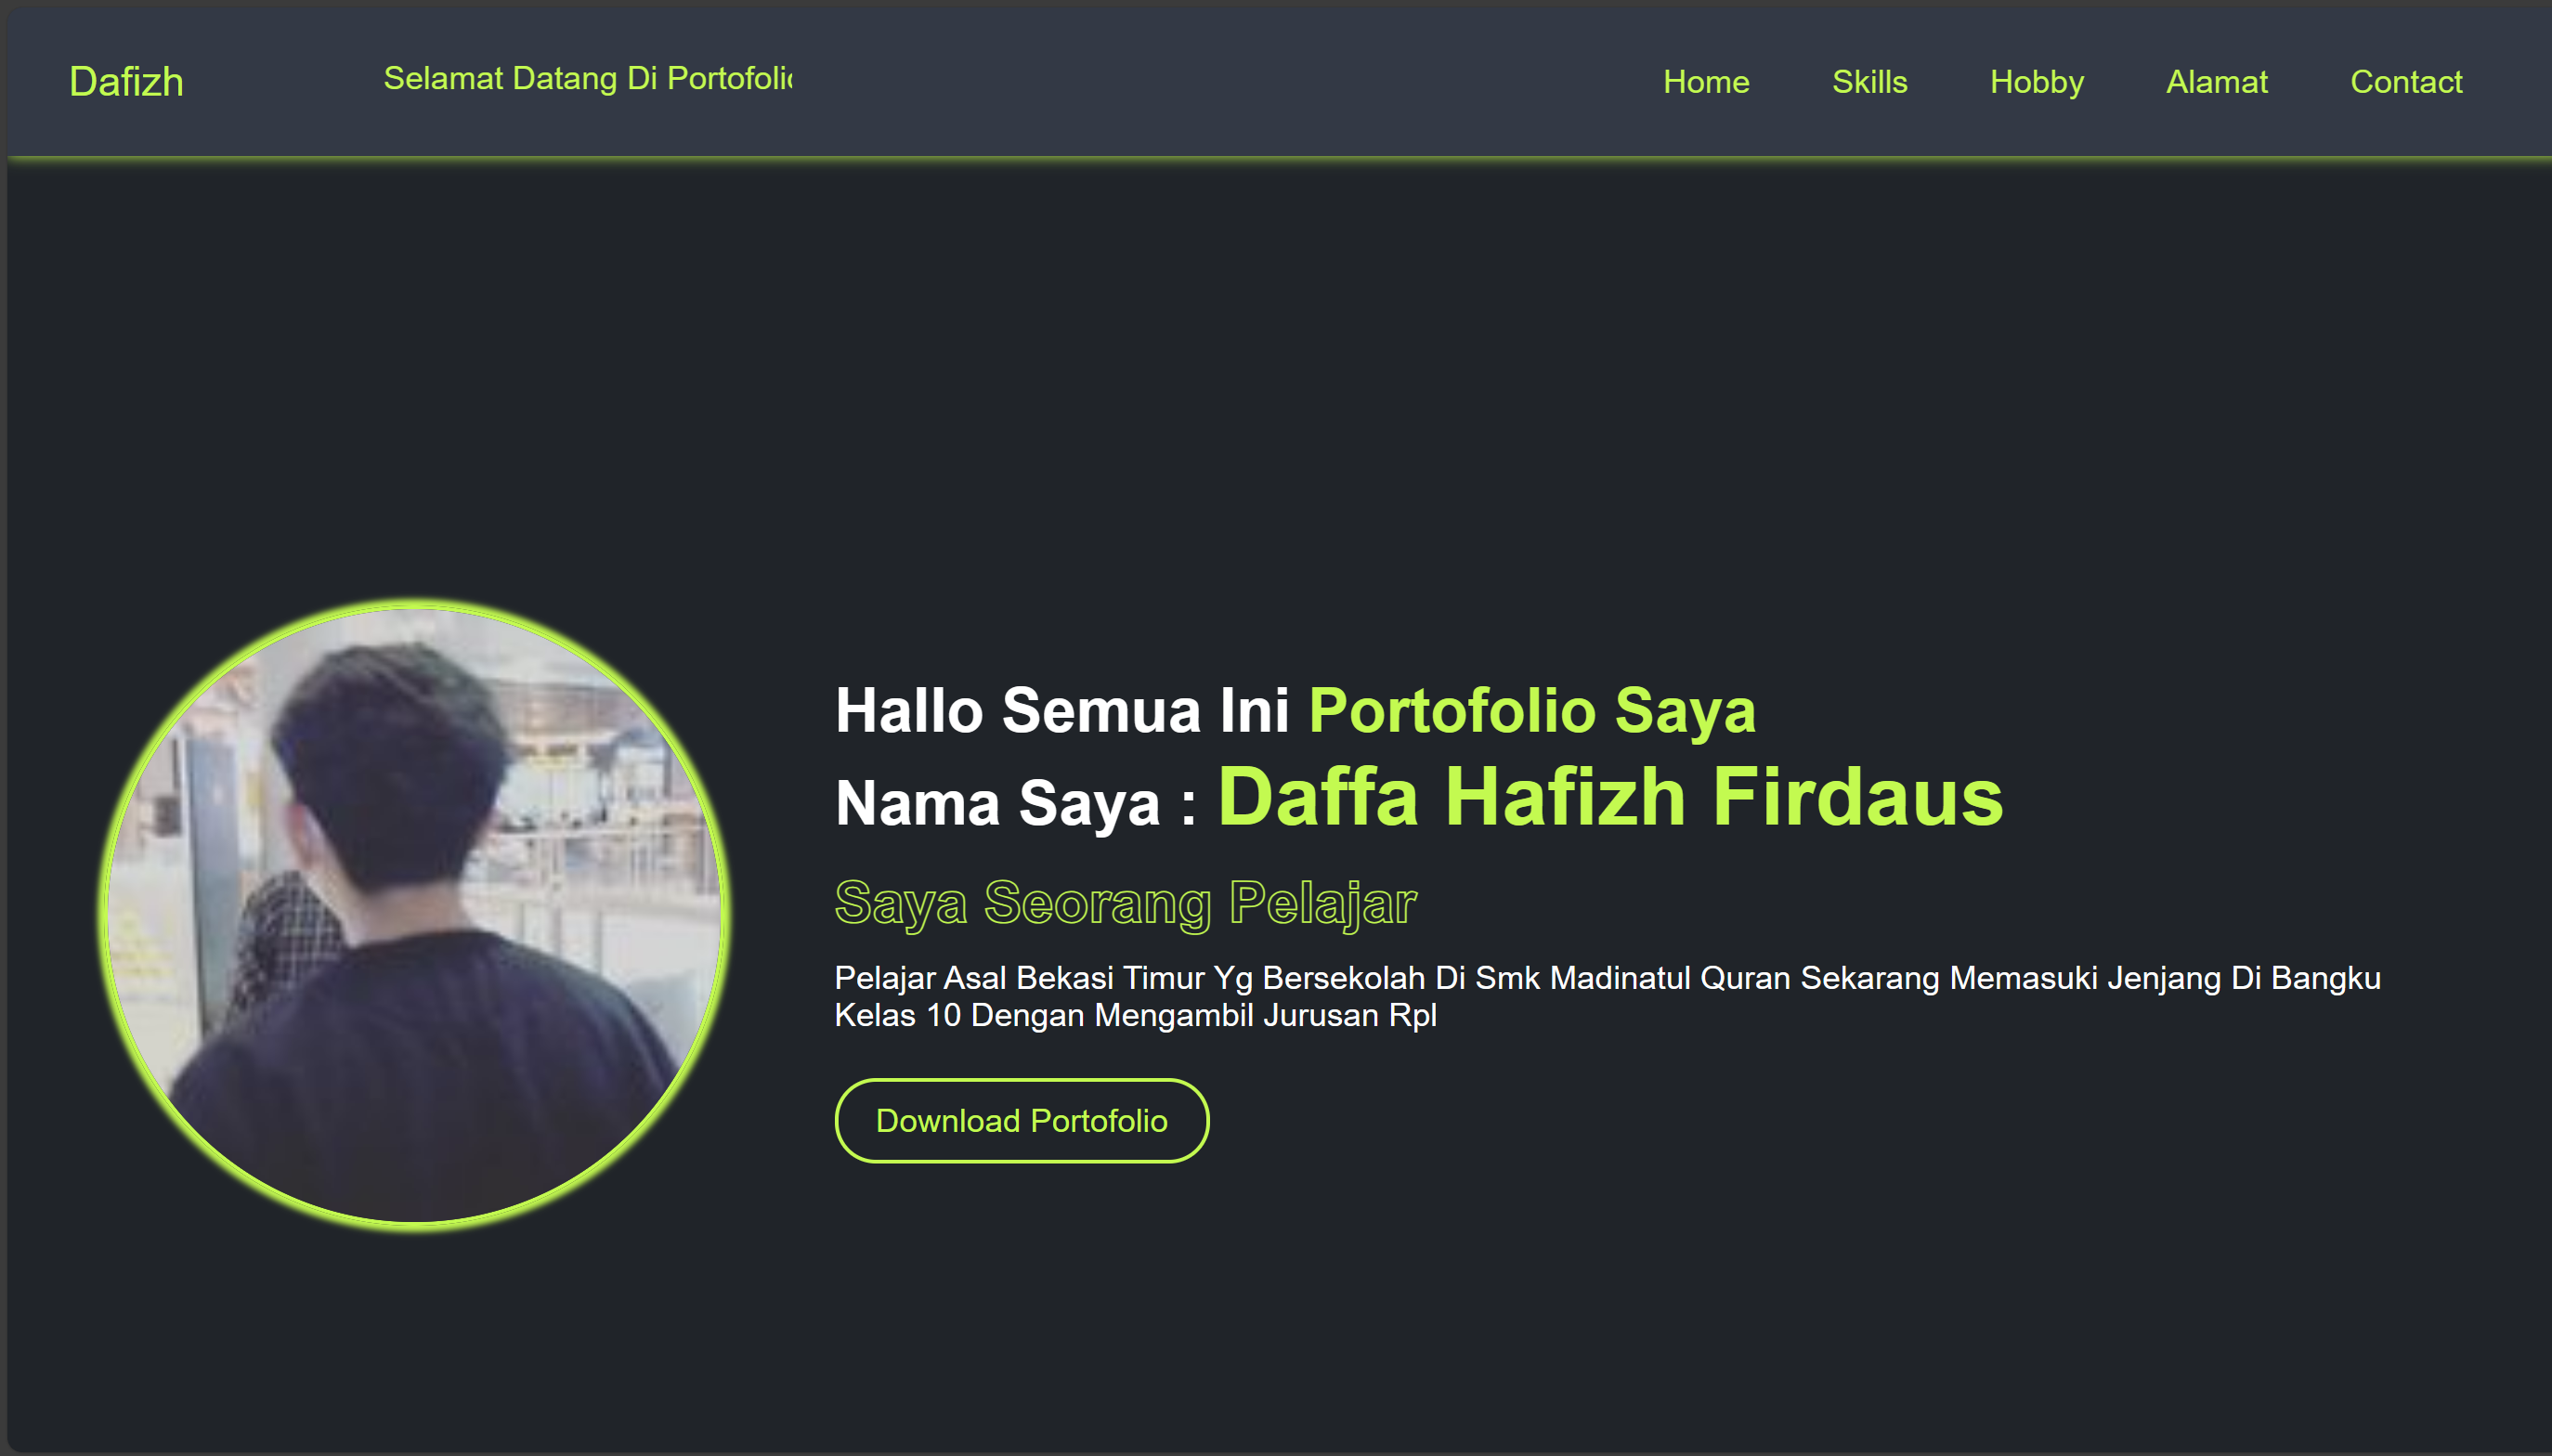 Dafizh
Selamat Datang Di Portofolio
Home
Skills
Hobby
Alamat
Contact
Hallo Semua Ini Portofolio Saya
Nama Saya : Daffa Hafizh Firdaus
Saya Seorang Pelajar
Pelajar Asal Bekasi Timur Yg Bersekolah Di Smk Madinatul Quran Sekarang Memasuki Jenjang Di Bangku
Kelas 10 Dengan Mengambil Jurusan Rpl
Download Portofolio